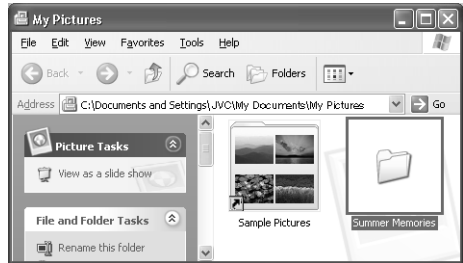 My Pictures
File Edit View Favorites Tools Help
Back Search Folders
Address C:\Documents and Settings\JVC\My Documents\My Pictures Go
Picture Tasks
View as a slide show
File and Folder Tasks
Rename this folder
Sample Pictures
Summer Memories